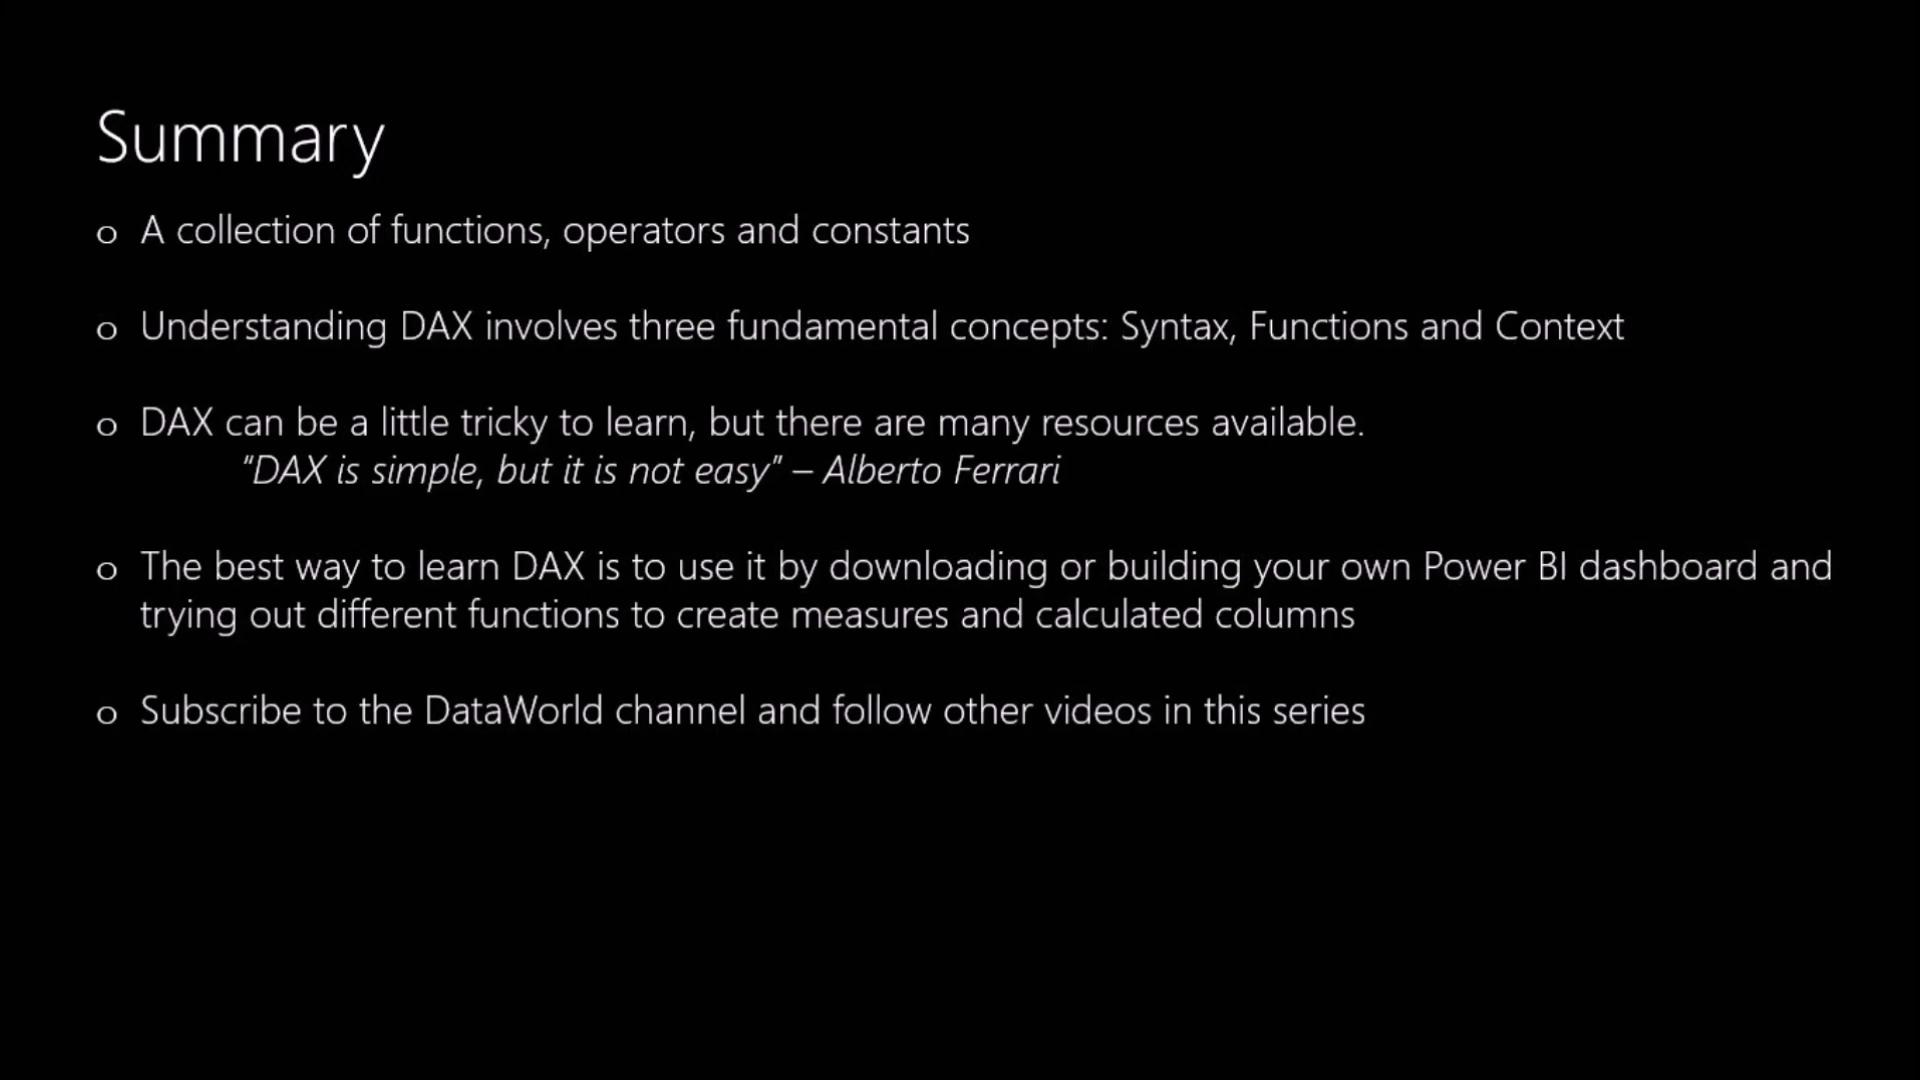 Summary
o A collection of functions, operators and constants
o Understanding DAX involves three fundamental concepts: Syntax, Functions and Context
o DAX can be a little tricky to learn, but there are many resources available.
"DAX is simple, but it is not easy" – Alberto Ferrari
o The best way to learn DAX is to use it by downloading or building your own Power BI dashboard and
trying out different functions to create measures and calculated columns
o Subscribe to the DataWorld channel and follow other videos in this series